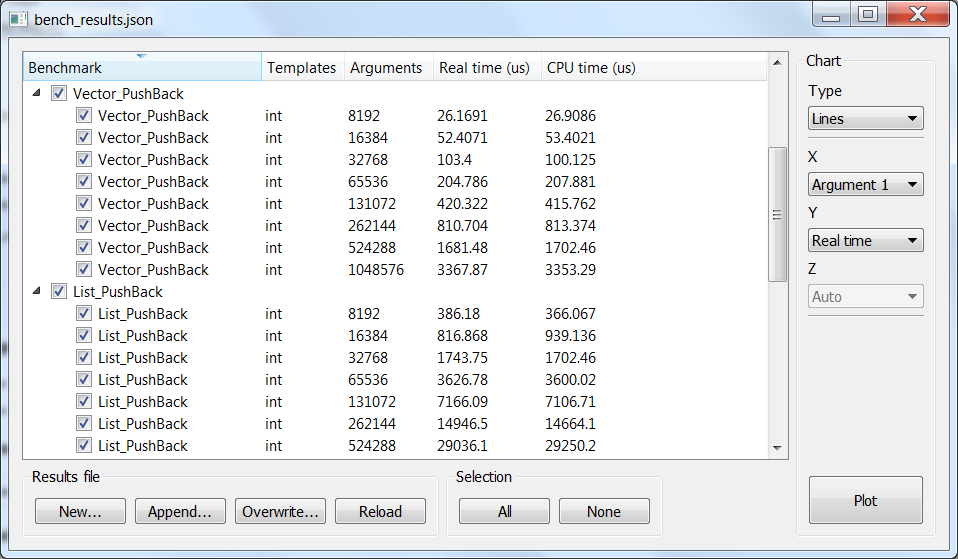 bench_results.json
Benchmark Templates Arguments Real time (us) CPU time (us)
Vector_PushBack
Vector_PushBack int 8192 26.1691 26.9086
Vector_PushBack int 16384 52.4071 53.4021
Vector_PushBack int 32768 103.4 100.125
Vector_PushBack int 65536 204.786 207.881
Vector_PushBack int 131072 420.322 415.762
Vector_PushBack int 262144 810.704 813.374
Vector_PushBack int 524288 1681.48 1702.46
Vector_PushBack int 1048576 3367.87 3353.29
List_PushBack
List_PushBack int 8192 386.18 366.067
List_PushBack int 16384 816.868 939.136
List_PushBack int 32768 1743.75 1702.46
List_PushBack int 65536 3626.78 3600.02
List_PushBack int 131072 7166.09 7106.71
List_PushBack int 262144 14946.5 14664.1
List_PushBack int 524288 29036.1 29250.2
Chart
Type
Lines
X
Argument 1
Y
Real time
Z
Auto
Results file
New... Append... Overwrite... Reload
Selection
All None
Plot